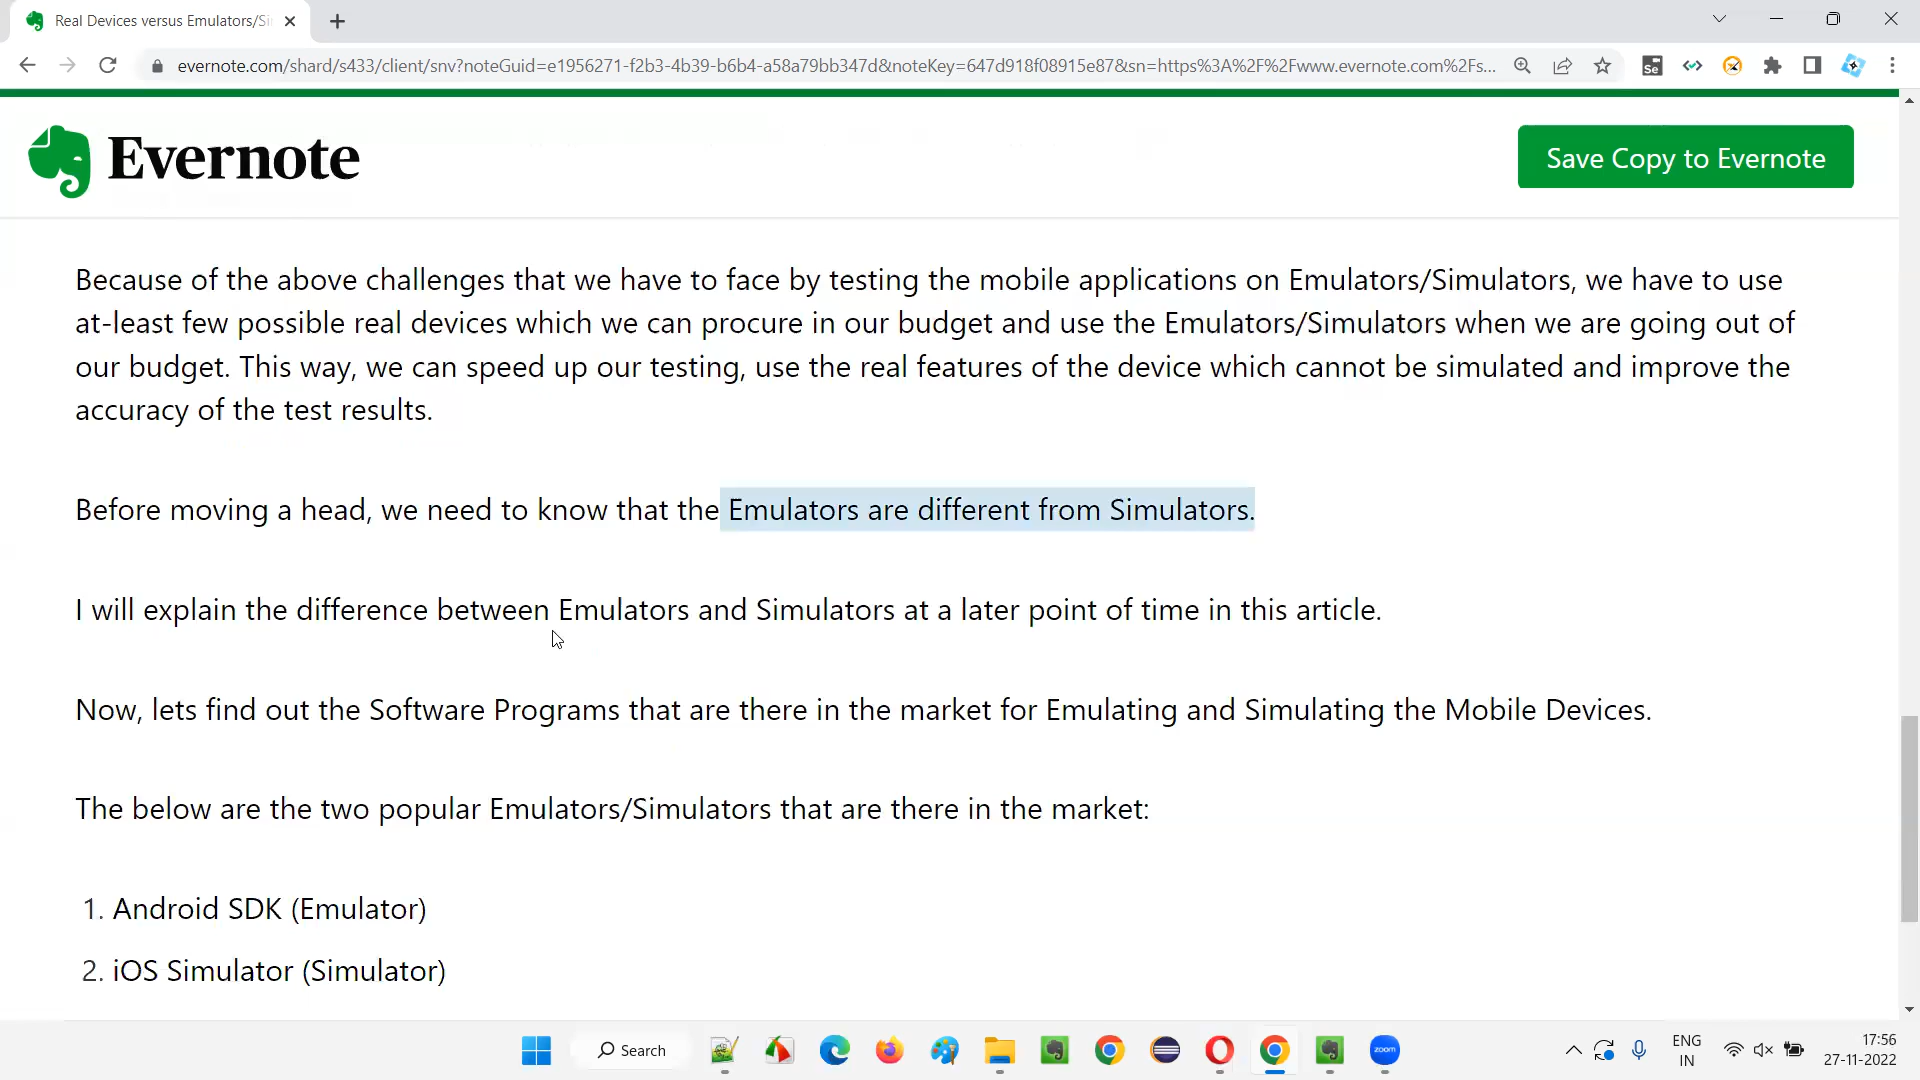 Real Devices versus Emulators/Si
evernote.com/shard/s433/client/snv?noteGuid=e1956271-f2b3-4b39-b6b4-a58a79bb347d&noteKey=647d918f08915e87&sn=https%3A%2F%2Fwww.evernote.com%2Fs...
Se
Evernote
Save Copy to Evernote
Because of the above challenges that we have to face by testing the mobile applications on Emulators/Simulators, we have to use
at-least few possible real devices which we can procure in our budget and use the Emulators/Simulators when we are going out of
our budget. This way, we can speed up our testing, use the real features of the device which cannot be simulated and improve the
accuracy of the test results.
Before moving a head, we need to know that the Emulators are different from Simulators.
I will explain the difference between Emulators and Simulators at a later point of time in this article.
Now, lets find out the Software Programs that are there in the market for Emulating and Simulating the Mobile Devices.
The below are the two popular Emulators/Simulators that are there in the market:
1. Android SDK (Emulator)
2. iOS Simulator (Simulator)
Search
zoom
ENG
IN
17:56
27-11-2022